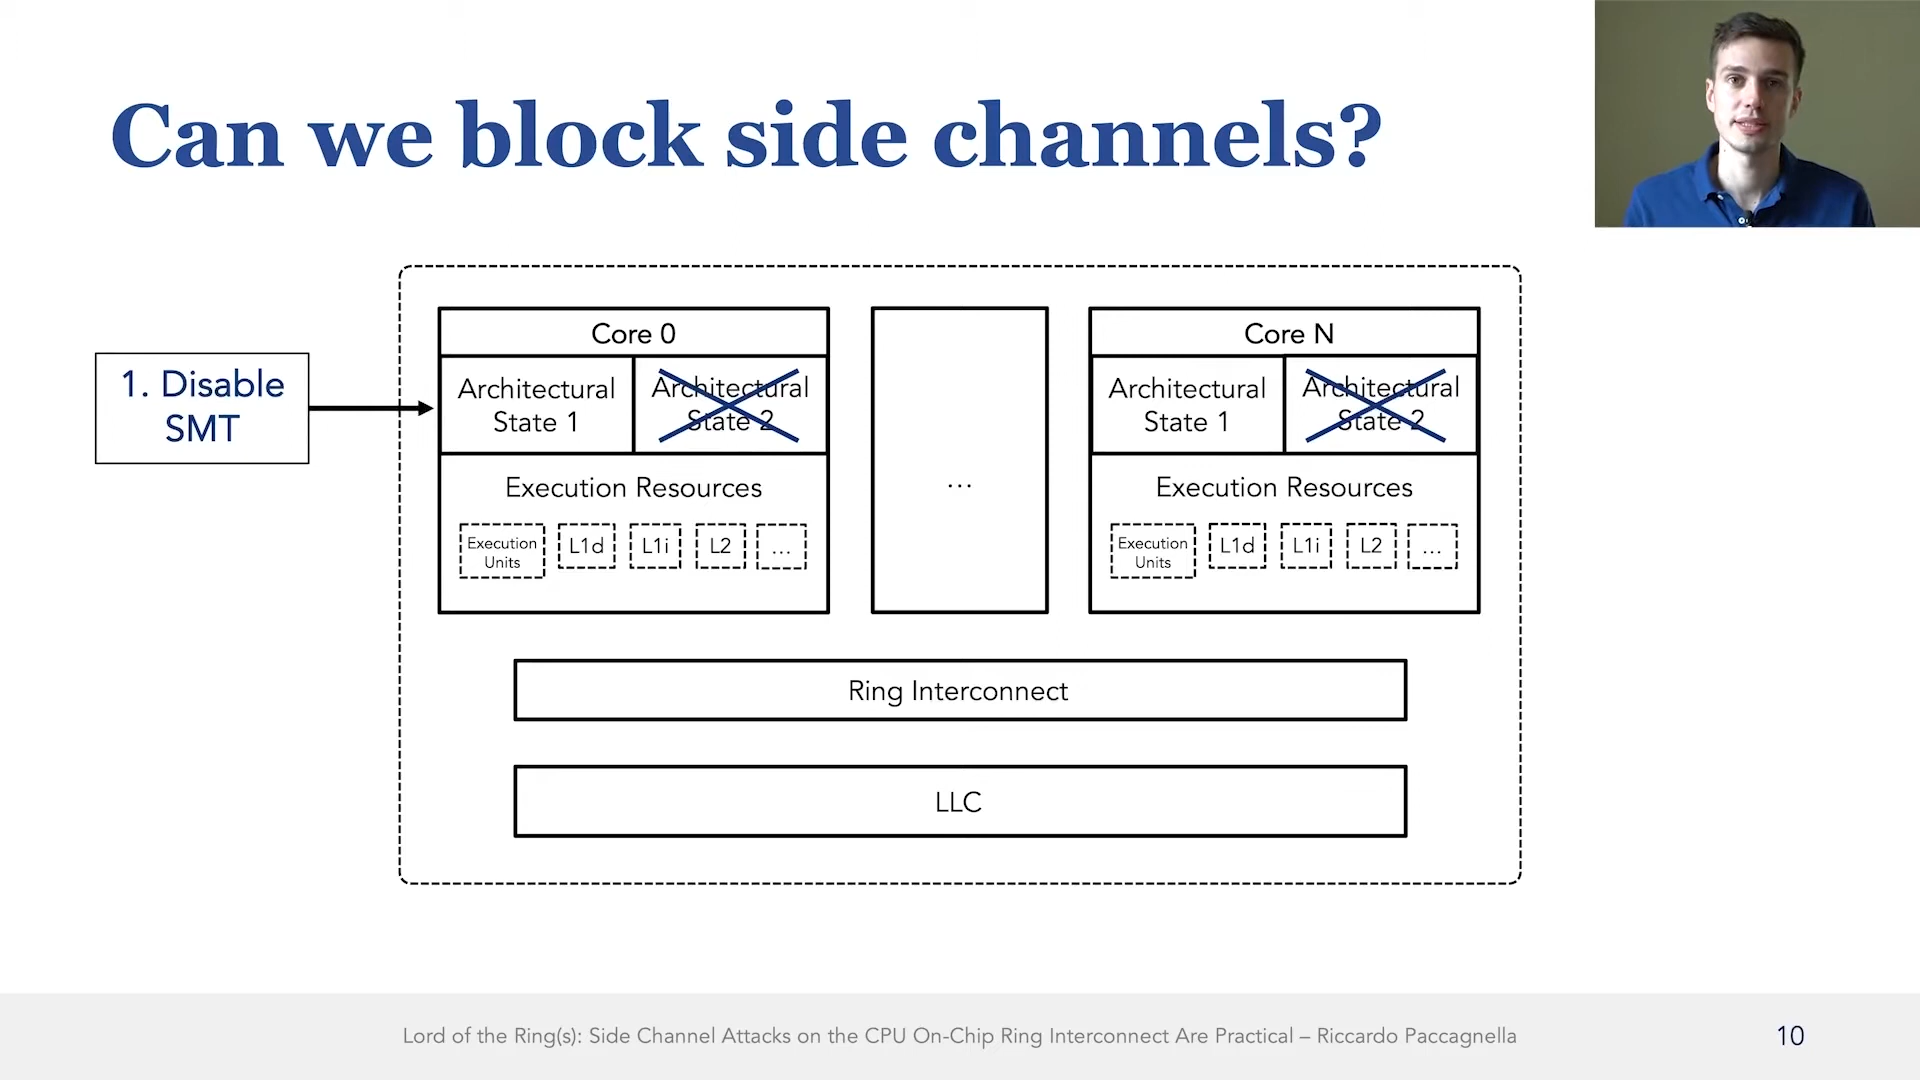 Can we block side channels?
1. Disable
SMT
Core 0
Architectural
State 1
Architectural
State 2
Execution Resources
Execution
Units
L1d
L1i
L2
...
...
Core N
Architectural
State 1
Architectural
State 2
Execution Resources
Execution
Units
L1d
L1i
L2
...
Ring Interconnect
LLC
Lord of the Ring(s): Side Channel Attacks on the CPU On-Chip Ring Interconnect Are Practical – Riccardo Paccagnella
10